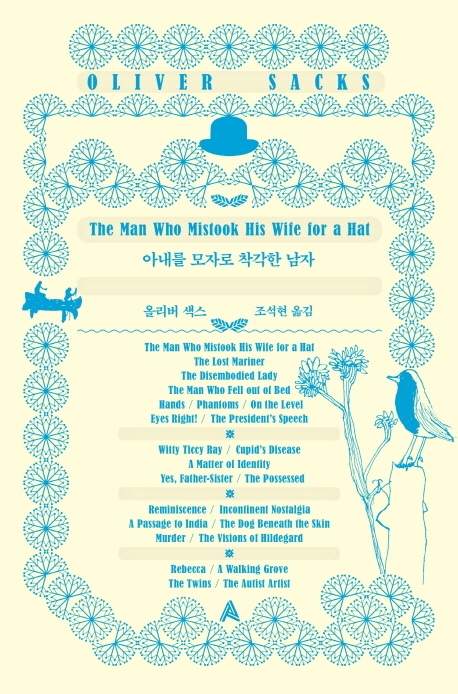 OLIVER SACKS
The Man Who Mistook His Wife for a Hat
아내를 모자로 착각한 남자
올리버 색스 조석현 옮김
The Man Who Mistook His Wife for a Hat
The Lost Mariner
The Disembodied Lady
The Man Who Fell out of Bed
Hands / Phantoms / On the Level
Eyes Right! / The President's Speech
Witty Ticcy Ray / Cupid's Disease
A Matter of Identity
Yes, Father-Sister / The Possessed
Reminiscence / Incontinent Nostalgia
A Passage to India / The Dog Beneath the Skin
Murder / The Visions of Hildegard
Rebecca / A Walking Grove
The Twins / The Autist Artist